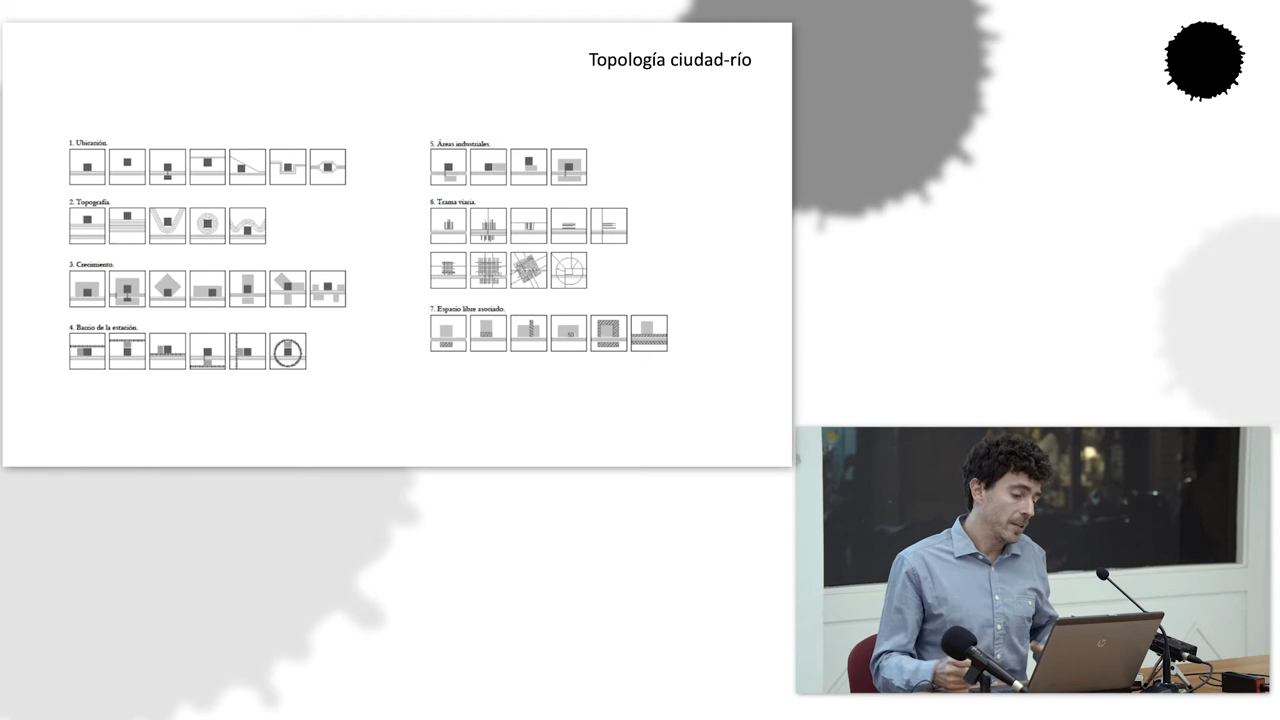 Topología ciudad-río
1. Ubicación.
2. Topografía.
3. Crecimiento.
4. Barrio de la estación.
5. Áreas industriales.
6. Trama viaria.
7. Espacio libre asociado.
hp